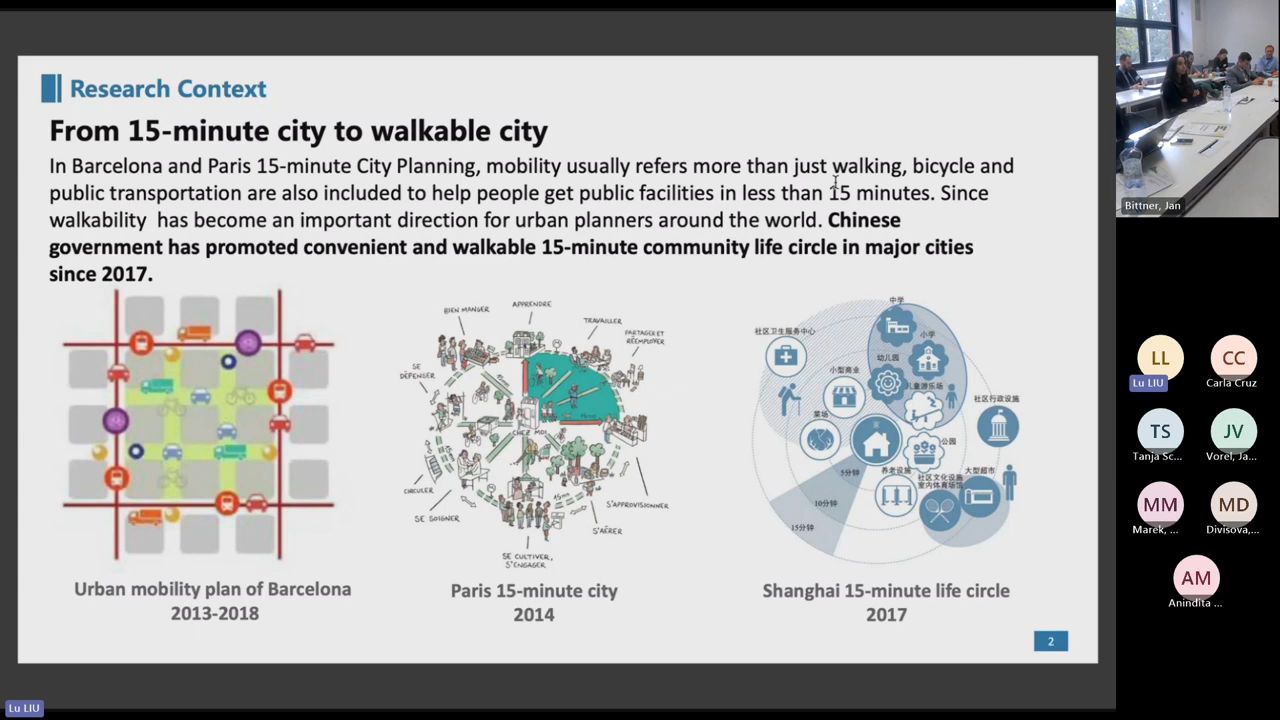 Research Context
From 15-minute city to walkable city
In Barcelona and Paris 15-minute City Planning, mobility usually refers more than just walking, bicycle and
public transportation are also included to help people get public facilities in less than 15 minutes. Since
walkability has become an important direction for urban planners around the world. Chinese
government has promoted convenient and walkable 15-minute community life circle in major cities
since 2017.
BIEN MANGER
APPRENDRE
TRAVAILLER
PARTAGER ET
RÉEMPLOYER
SE
DÉPENSER
CHEZ MOI
CIRCULER
SE SOIGNER
15mn
S'APPROVISIONNER
S'AÉRER
SE CULTIVER,
S'ENGAGER
中学
社区卫生服务中心
小学
幼儿园
小型商业
儿童游乐场
社区行政设施
菜场
公园
养老设施
大型超市
社区文化设施
室内体育场馆
5分钟
10分钟
15分钟
Urban mobility plan of Barcelona
2013-2018
Paris 15-minute city
2014
Shanghai 15-minute life circle
2017
2
Lu LIU
Bittner, Jan
LL
Lu LIU
CC
Carla Cruz
TS
Tanja Sc...
JV
Vorel, Ja...
MM
Marek, ...
MD
Divisova,...
AM
Anindita ...